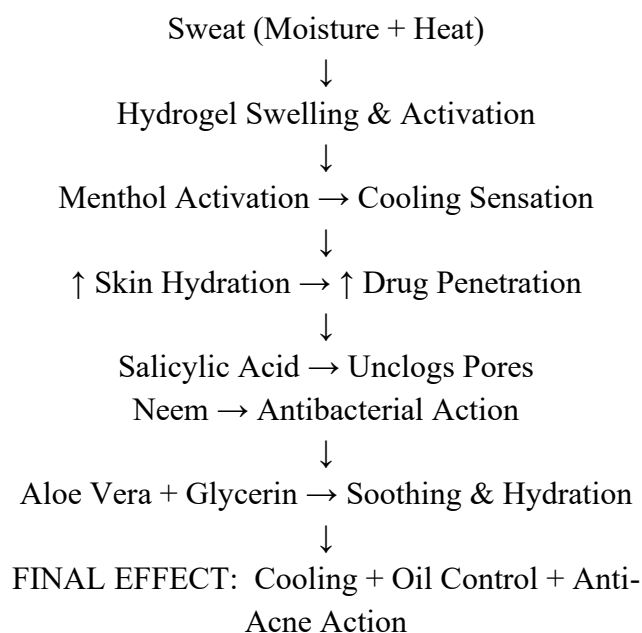 Sweat (Moisture + Heat)
↓
Hydrogel Swelling & Activation
↓
Menthol Activation → Cooling Sensation
↓
↑ Skin Hydration → ↑ Drug Penetration
↓
Salicylic Acid → Unclogs Pores
Neem → Antibacterial Action
↓
Aloe Vera + Glycerin → Soothing & Hydration
↓
FINAL EFFECT: Cooling + Oil Control + Anti-
Acne Action